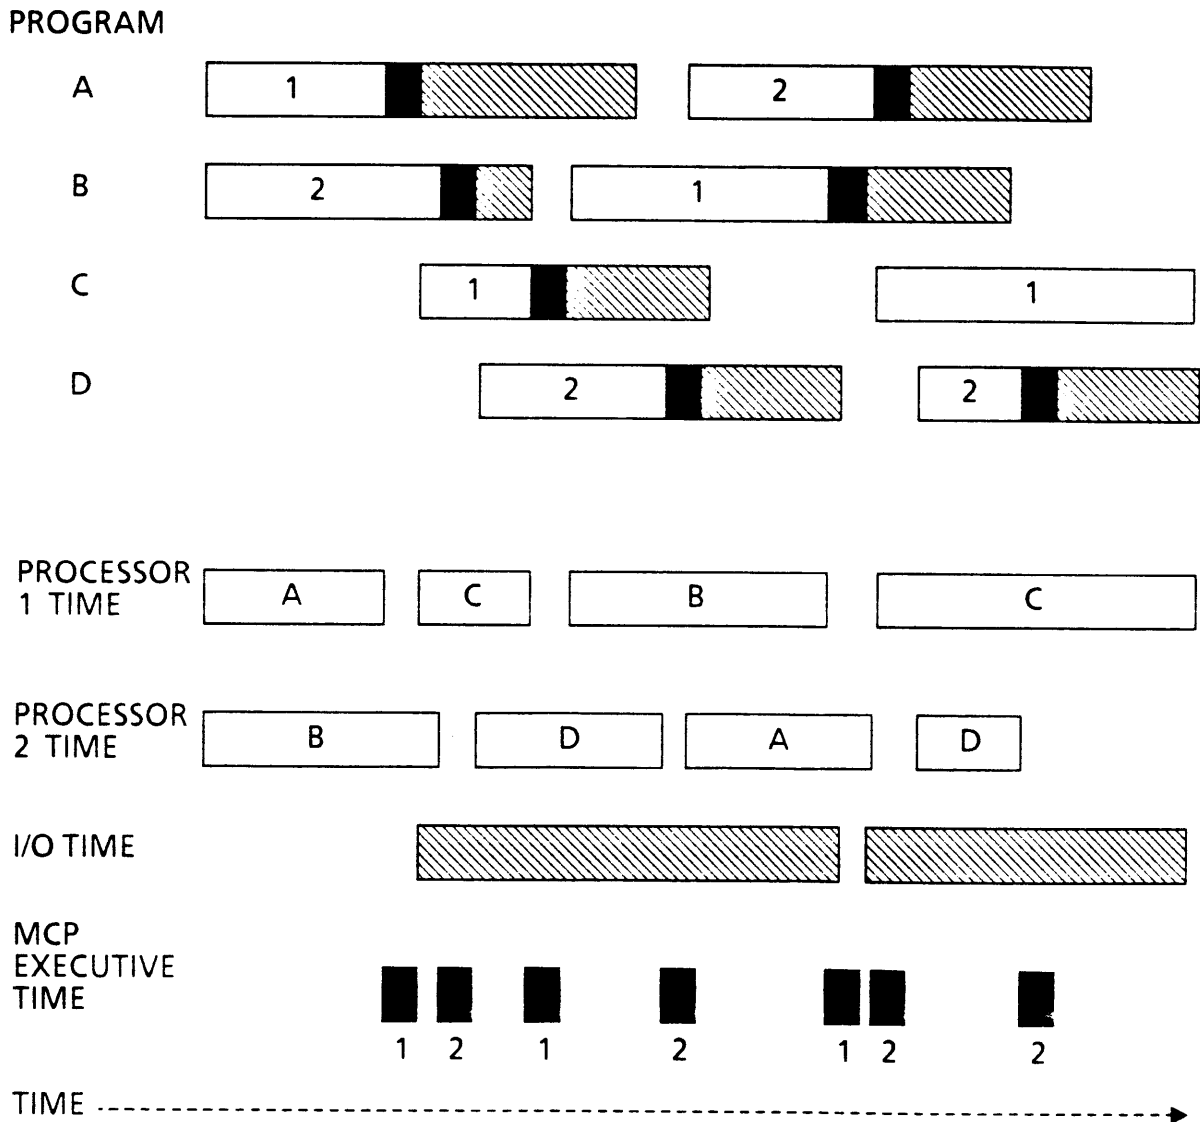 PROGRAM
A 1 2
B 2 1
C 1 1
D 2 2
PROCESSOR
1 TIME
A C B C
PROCESSOR
2 TIME
B D A D
I/O TIME
MCP
EXECUTIVE
TIME
1 2 1 2 1 2 2
TIME